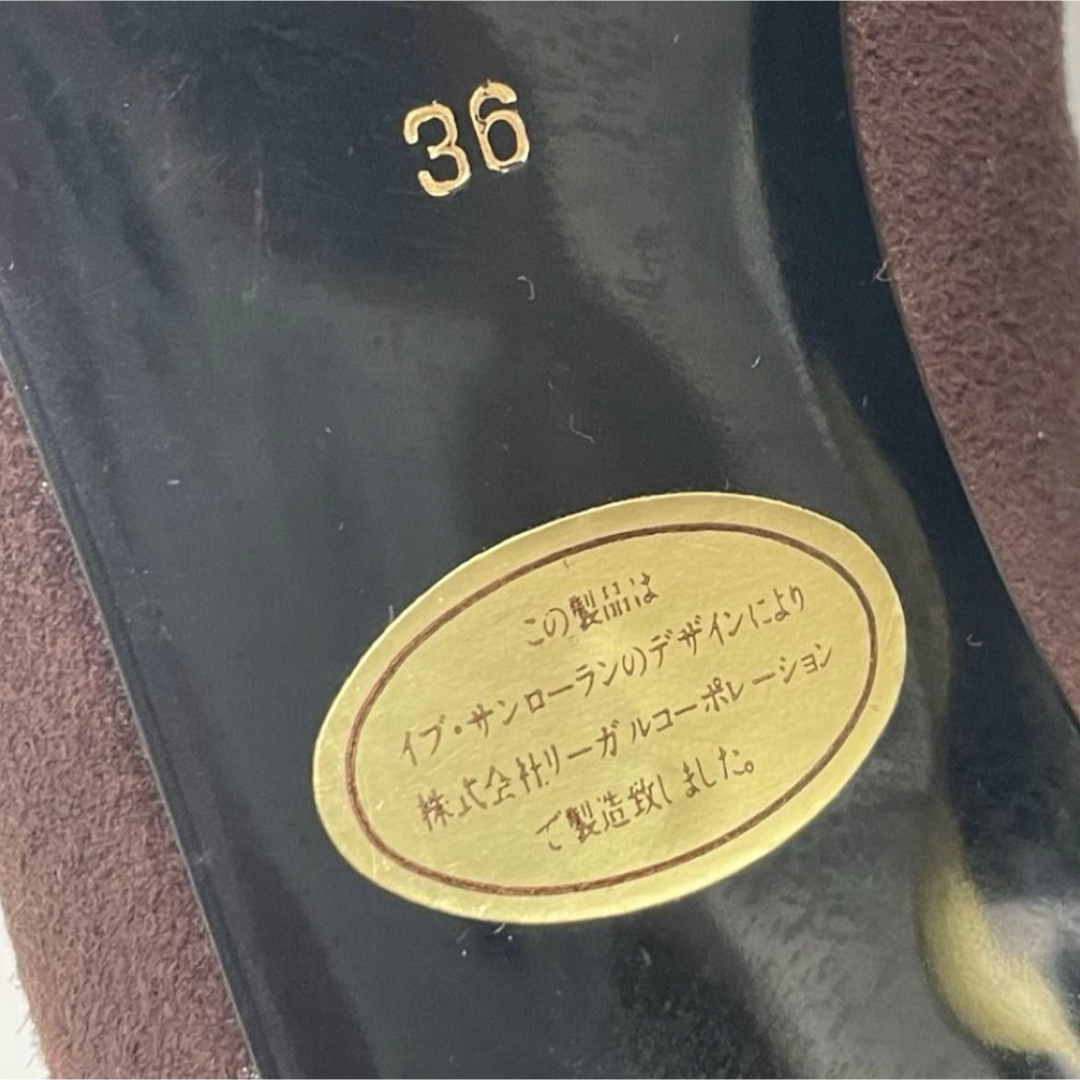 36
この製品は
イブ・サンローランのデザインにより
株式会社リーガルコーポレーション
で製造致しました。